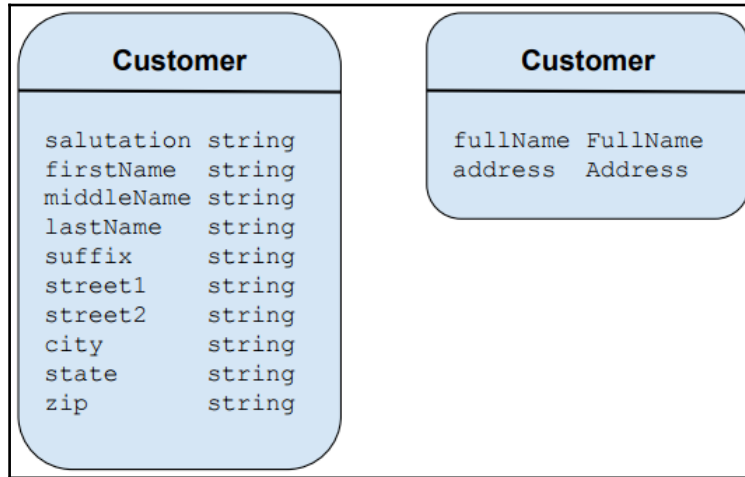 Customer
salutation string
firstName string
middleName string
lastName string
suffix string
street1 string
street2 string
city string
state string
zip string
Customer
fullName FullName
address Address